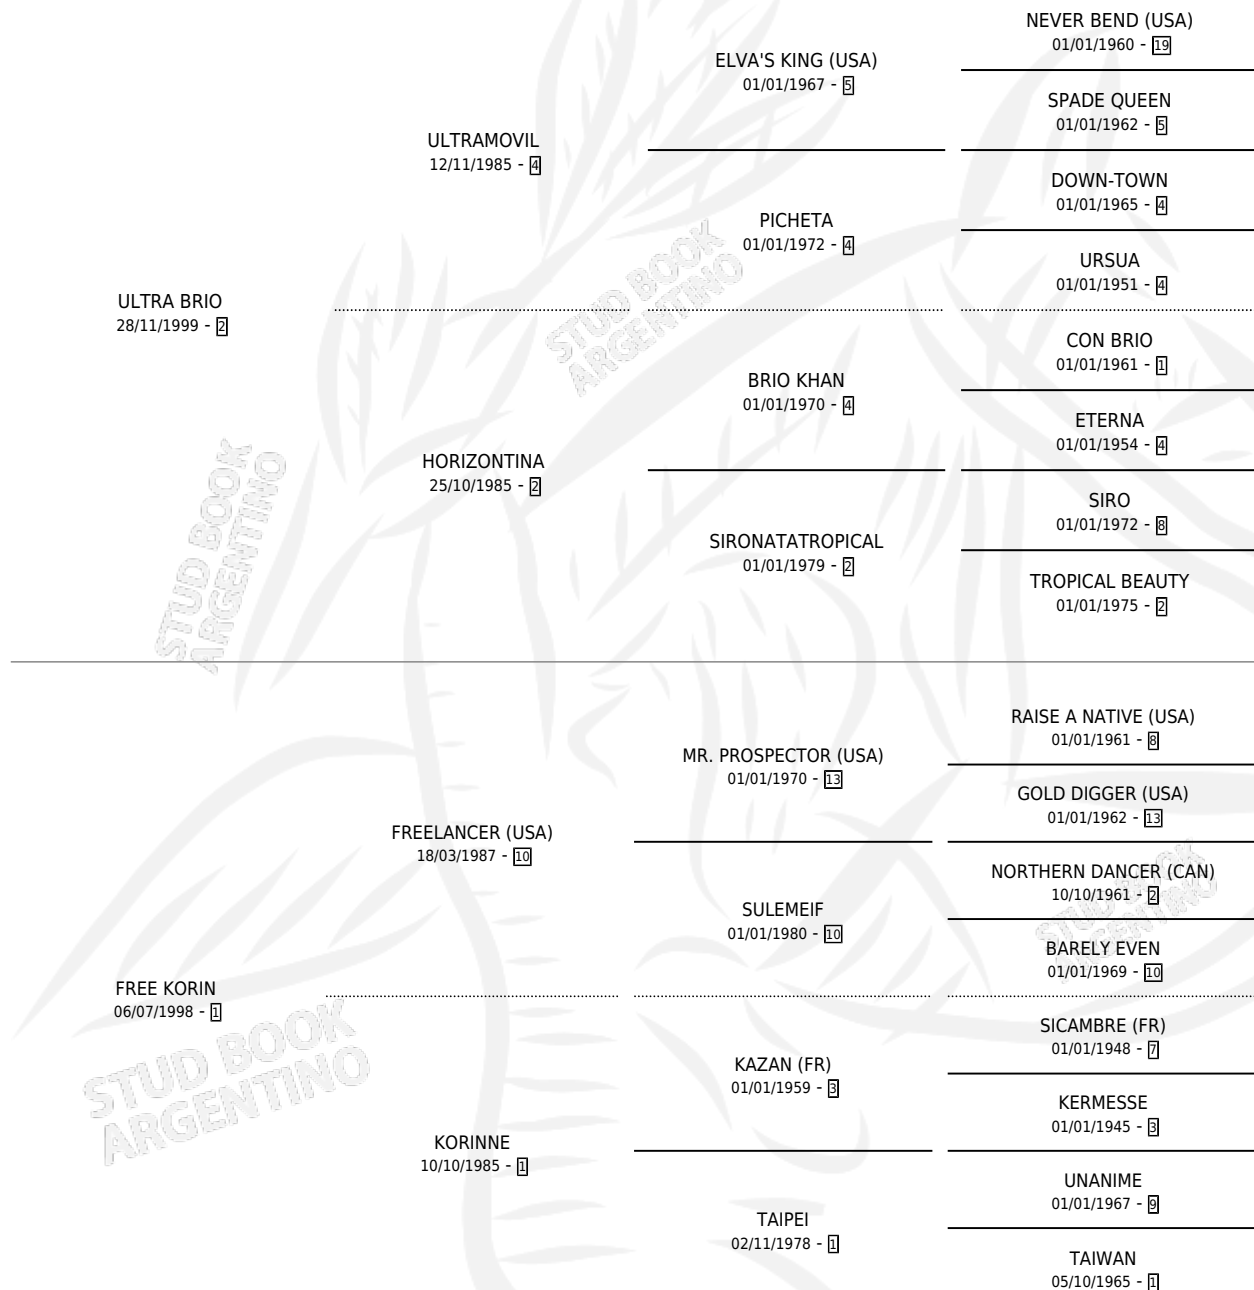 NEVER BEND (USA)
01/01/1960 - 19
ELVA'S KING (USA)
01/01/1967 - 5
SPADE QUEEN
01/01/1962 - 5
ULTRAMOVIL
12/11/1985 - 4
DOWN-TOWN
01/01/1965 - 4
PICHETA
01/01/1972 - 4
URSUA
01/01/1951 - 4
ULTRA BRIO
28/11/1999 - 2
CON BRIO
01/01/1961 - 1
BRIO KHAN
01/01/1970 - 4
ETERNA
01/01/1954 - 4
HORIZONTINA
25/10/1985 - 2
SIRO
01/01/1972 - 8
SIRONATATROPICAL
01/01/1979 - 2
TROPICAL BEAUTY
01/01/1975 - 2
RAISE A NATIVE (USA)
01/01/1961 - 8
MR. PROSPECTOR (USA)
01/01/1970 - 13
GOLD DIGGER (USA)
01/01/1962 - 13
FREELANCER (USA)
18/03/1987 - 10
NORTHERN DANCER (CAN)
10/10/1961 - 2
SULEMEIF
01/01/1980 - 10
BARELY EVEN
01/01/1969 - 10
FREE KORIN
06/07/1998 - 1
SICAMBRE (FR)
01/01/1948 - 7
KAZAN (FR)
01/01/1959 - 3
KERMESSE
01/01/1945 - 3
KORINNE
10/10/1985 - 1
UNANIME
01/01/1967 - 9
TAIPEI
02/11/1978 - 1
TAIWAN
05/10/1965 - 1
STUD BOOK
ARGENTINO
STUD BOOK
ARGENTINO
STUD BOOK
ARGENTINO
STUD BOOK
ARGENTINO